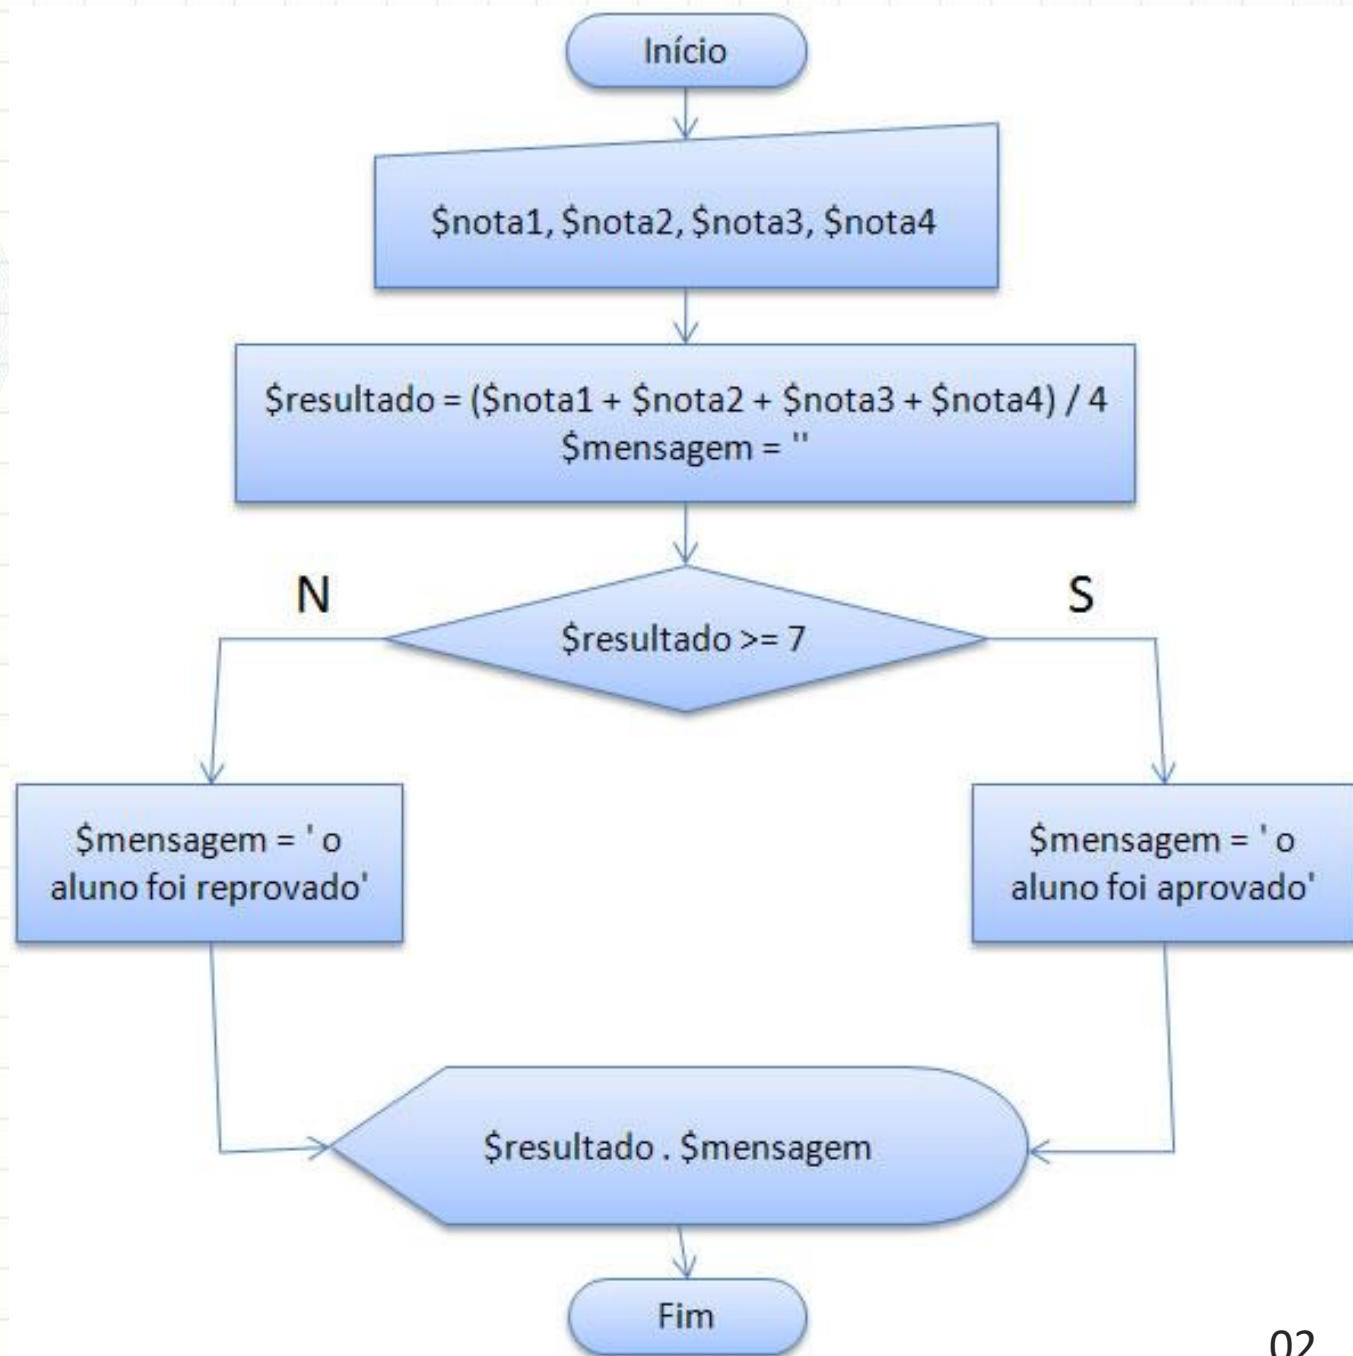 Início
$nota1, $nota2, $nota3, $nota4
$resultado = ($nota1 + $nota2 + $nota3 + $nota4) / 4
$mensagem = ''
N
S
$resultado >= 7
$mensagem = ' o
aluno foi reprovado'
$mensagem = ' o
aluno foi aprovado'
$resultado . $mensagem
Fim
02